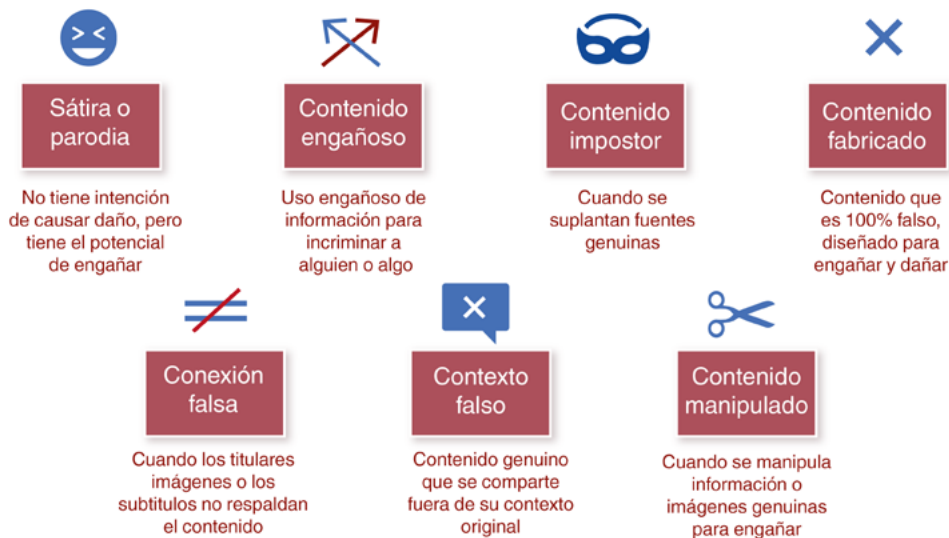 Sátira o
parodia
No tiene intención
de causar daño, pero
tiene el potencial
de engañar
Contenido
engañoso
Uso engañoso de
información para
incriminar a
alguien o algo
Contenido
impostor
Cuando se
suplantan fuentes
genuinas
Contenido
fabricado
Contenido que
es 100% falso,
diseñado para
engañar y dañar
Conexión
falsa
Cuando los titulares
imágenes o los
subtitulos no respaldan
el contenido
Contexto
falso
Contenido genuino
que se comparte
fuera de su contexto
original
Contenido
manipulado
Cuando se manipula
información o
imágenes genuinas
para engañar